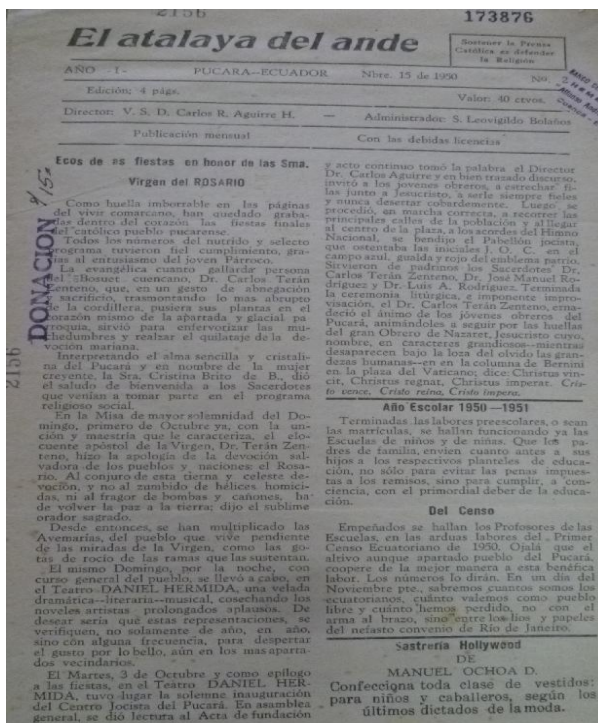 2156
173876
El atalaya del ande
Sostener la Prensa
Católica es defender
la Religión
AÑO -I- PUCARA--ECUADOR Nbre. 15 de 1950 No. 2
Edición: 4 págs. Valor: 40 ctvos.
Director: V. S. D. Carlos R. Aguirre H. — Administrador: S. Leovigildo Bolaños
Publicación mensual Con las debidas licencias
DONACION
2156
Ecos de las fiestas en honor de las Sma.
Virgen del ROSARIO
Como huella imborrable en las páginas
del vivir comarcano, han quedado graba-
das dentro del corazón las fiestas finales
del católico pueblo pucarense.
Todos los números del nutrido y selecto
programa tuvieron fiel cumplimiento, gra-
cias al entusiasmo del joven Párroco.
La evangélica cuanto gallardar persona
del Bosuet cuencano, Dr. Carlos Terán
Zenteno, que, en un gesto de abnegación
sacrificio, trasmontando lo mas abrupto
de la cordillera, pusiera sus plantas en el
corazón mismo de la apartada y glacial pa-
rroquia, sirvió para enfervorizar las mu-
chedumbres y realzar el quilataje de la de-
voción mariana.
Interpretando el alma sencilla y cristali-
na del Pucará y en nombre de la mujer
creyente, la Sra. Cristina Brito de B., dió
el saludo de bienvenida a los Sacerdotes
que venían a tomar parte en el programa
religioso social.
En la Misa de mayor solemnidad del Do-
mingo, primero de Octubre ya, con la un-
ción y maestría que le caracteriza, el elo-
cuente apóstol de la Virgen, Dr. Terán Zen-
teno, hizo la apología de la devoción sal-
vadora de los pueblos y naciones: el Rosa-
rio. Al conjuro de esta tierna y celeste de-
voción, y no al zumbido de hélices homici-
das, ni al fragor de bombas y cañones, ha
de volver la paz a la tierra; dijo el sublime
orador sagrado.
Desde entonces, se han multiplicado las
Avemarías, del pueblo que vive pendiente
de las miradas de la Virgen, como las go-
tas de rocío de las ramas que las sustentan.
El mismo Domingo, por la noche, con
curso general del pueblo, se llevó a cabo, en
el Teatro DANIEL HERMIDA, una velada
dramática--literaria--musical, cosechando los
noveles artistas prolongados aplausos. De
desear sería que estas representaciones, se
verifiquen, no solamente de año, en año,
sino con alguna frecuencia, para despertar
el gusto por lo bello, aún en los mas aparta-
dos vecindarios.
El Martes, 3 de Octubre y como epílogo
a las fiestas, en el Teatro DANIEL HER-
MIDA, tuvo lugar la solemne inauguración
del Centro Jocista del Pucará. En asamblea
general, se dió lectura al Acta de fundación
y acto continuo tomó la palabra el Director
Dr. Carlos Aguirre y en bien trazado discurso,
invitó a los jovenes obreros, a estrechar fi-
las junto a Jesucristo, a serle siempre fieles
y nunca desertar cobardemente. Luego se
procedió, en marcha correcta, a recorrer las
principales calles de la población y al llegar
al centro de la plaza, a los acordes del Himno
Nacional, se bendijo el Pabellón jocista,
que ostentaba las iniciales J. O. C. en el
campo azul, gualda y rojo del emblema patrio.
Sirvieron de padrinos los Sacerdotes Dr.
Carlos Terán Zenteno, Dr. José Manuel Ro-
dríguez y Dr. Luis A. Rodríguez. Terminada
la ceremonia litúrgica, e imponente impro-
visación, el Dr. Carlos Terán Zenteno, enar-
deció el ánimo de los jóvenes obreros del
Pucará, animándoles a seguir por las huellas
del gran Obrero de Nazaret, Jesucristo cuyo,
nombre, en caracteres grandiosos--mientras
desaparecen bajo la loza del olvido las gran-
dezas humanas--en la columna de Bernini
en la plaza del Vaticano, dice: Christus vin-
cit, Christus regnat, Christus imperat. Cris-
to vence, Cristo reina, Cristo impera.
Año Escolar 1950—1951
Terminadas las labores preescolares, o sean
las matrículas, se hallan funcionando ya las
Escuelas de niños y de niñas. Que los pa-
dres de familia, envíen cuanto antes a sus
hijos a los respectivos planteles de educa-
ción, no sólo para evitar las penas impues-
tas a los remisos, sino para cumplir, a con-
ciencia, con el primordial deber de la educa-
ción.
Del Censo
Empeñados se hallan los Profesores de las
Escuelas, en las arduas labores del Primer
Censo Ecuatoriano de 1950. Ojalá que el
altivo aunque apartado pueblo del Pucará,
coopere de la mejor manera a esta benéfica
labor. Los números lo dirán. En un día del
Noviembre pte., sabremos cuántos somos los
ecuatorianos, cuánto valemos como pueblo
libre y cuánto hemos perdido, no con el
arma al brazo, sino entre los líos y papeles
del nefasto convenio de Río de Janeiro.
Sastrería Hollywood
DE
MANUEL OCHOA D.
Confecciona toda clase de vestidos:
para niños y caballeros, según los
últimos dictados de la moda.